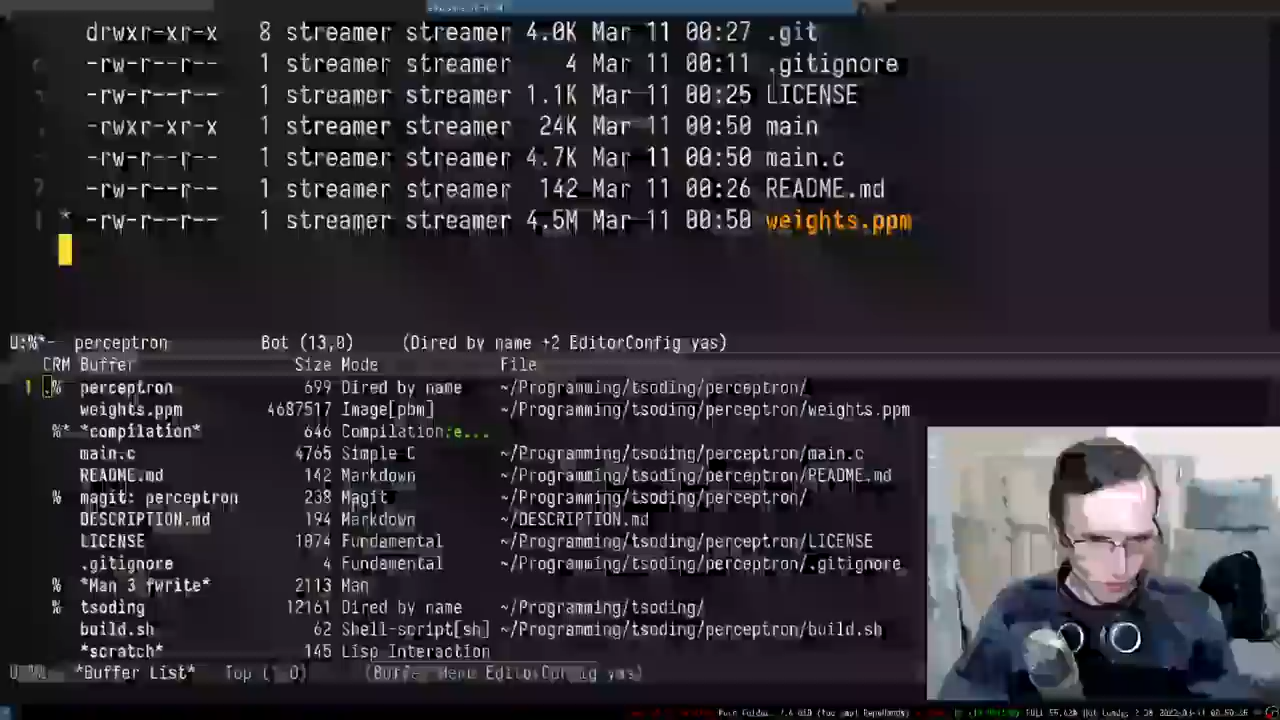 drwxr-xr-x 8 streamer streamer 4.0K Mar 11 00:27 .git
-rw-r--r-- 1 streamer streamer 4 Mar 11 00:11 .gitignore
-rw-r--r-- 1 streamer streamer 1.1K Mar 11 00:25 LICENSE
-rwxr-xr-x 1 streamer streamer 24K Mar 11 00:50 main
-rw-r--r-- 1 streamer streamer 4.7K Mar 11 00:50 main.c
-rw-r--r-- 1 streamer streamer 142 Mar 11 00:26 README.md
* -rw-r--r-- 1 streamer streamer 4.5M Mar 11 00:50 weights.ppm
U:%*- perceptron Bot (13,0) (Dired by name +2 EditorConfig yas)
CRM Buffer Size Mode File
1 .% perceptron 699 Dired by name ~/Programming/tsoding/perceptron/
weights.ppm 4687517 Image[pbm] ~/Programming/tsoding/perceptron/weights.ppm
%* *compilation* 646 Compilation
main.c 4765 Simple C ~/Programming/tsoding/perceptron/main.c
README.md 142 Markdown ~/Programming/tsoding/perceptron/README.md
% magit: perceptron 238 Magit ~/Programming/tsoding/perceptron/
DESCRIPTION.md 194 Markdown ~/DESCRIPTION.md
LICENSE 1074 Fundamental ~/Programming/tsoding/perceptron/LICENSE
.gitignore 4 Fundamental ~/Programming/tsoding/perceptron/.gitignore
% *Man 3 fwrite* 2113 Man
% tsoding 12161 Dired by name ~/Programming/tsoding/
build.sh 62 Shell-script[sh] ~/Programming/tsoding/perceptron/build.sh
*scratch* 145 Lisp Interaction
*Buffer List* Top EditorConfig yas)